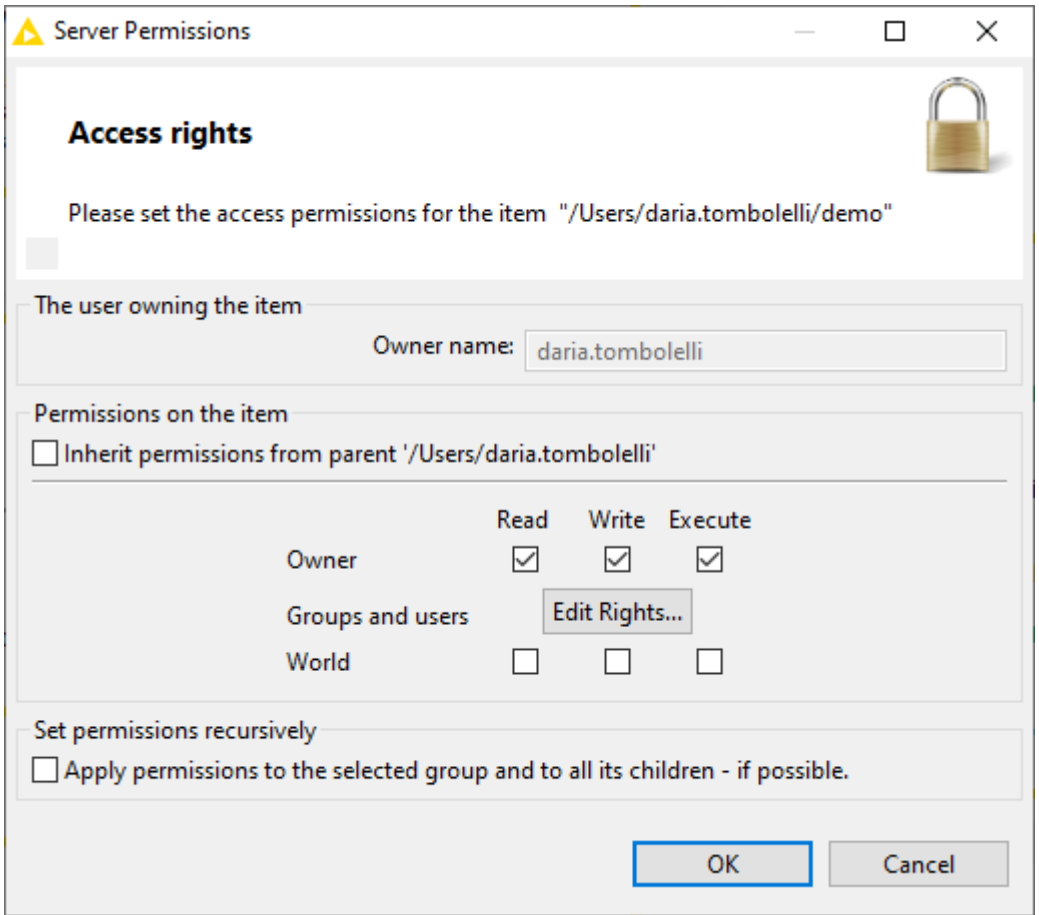 Server Permissions
Access rights
Please set the access permissions for the item  "/Users/daria.tombolelli/demo"
The user owning the item
Owner name: daria.tombolelli
Permissions on the item
Inherit permissions from parent '/Users/daria.tombolelli'
Read Write Execute
Owner
Groups and users Edit Rights...
World
Set permissions recursively
Apply permissions to the selected group and to all its children - if possible.
OK Cancel